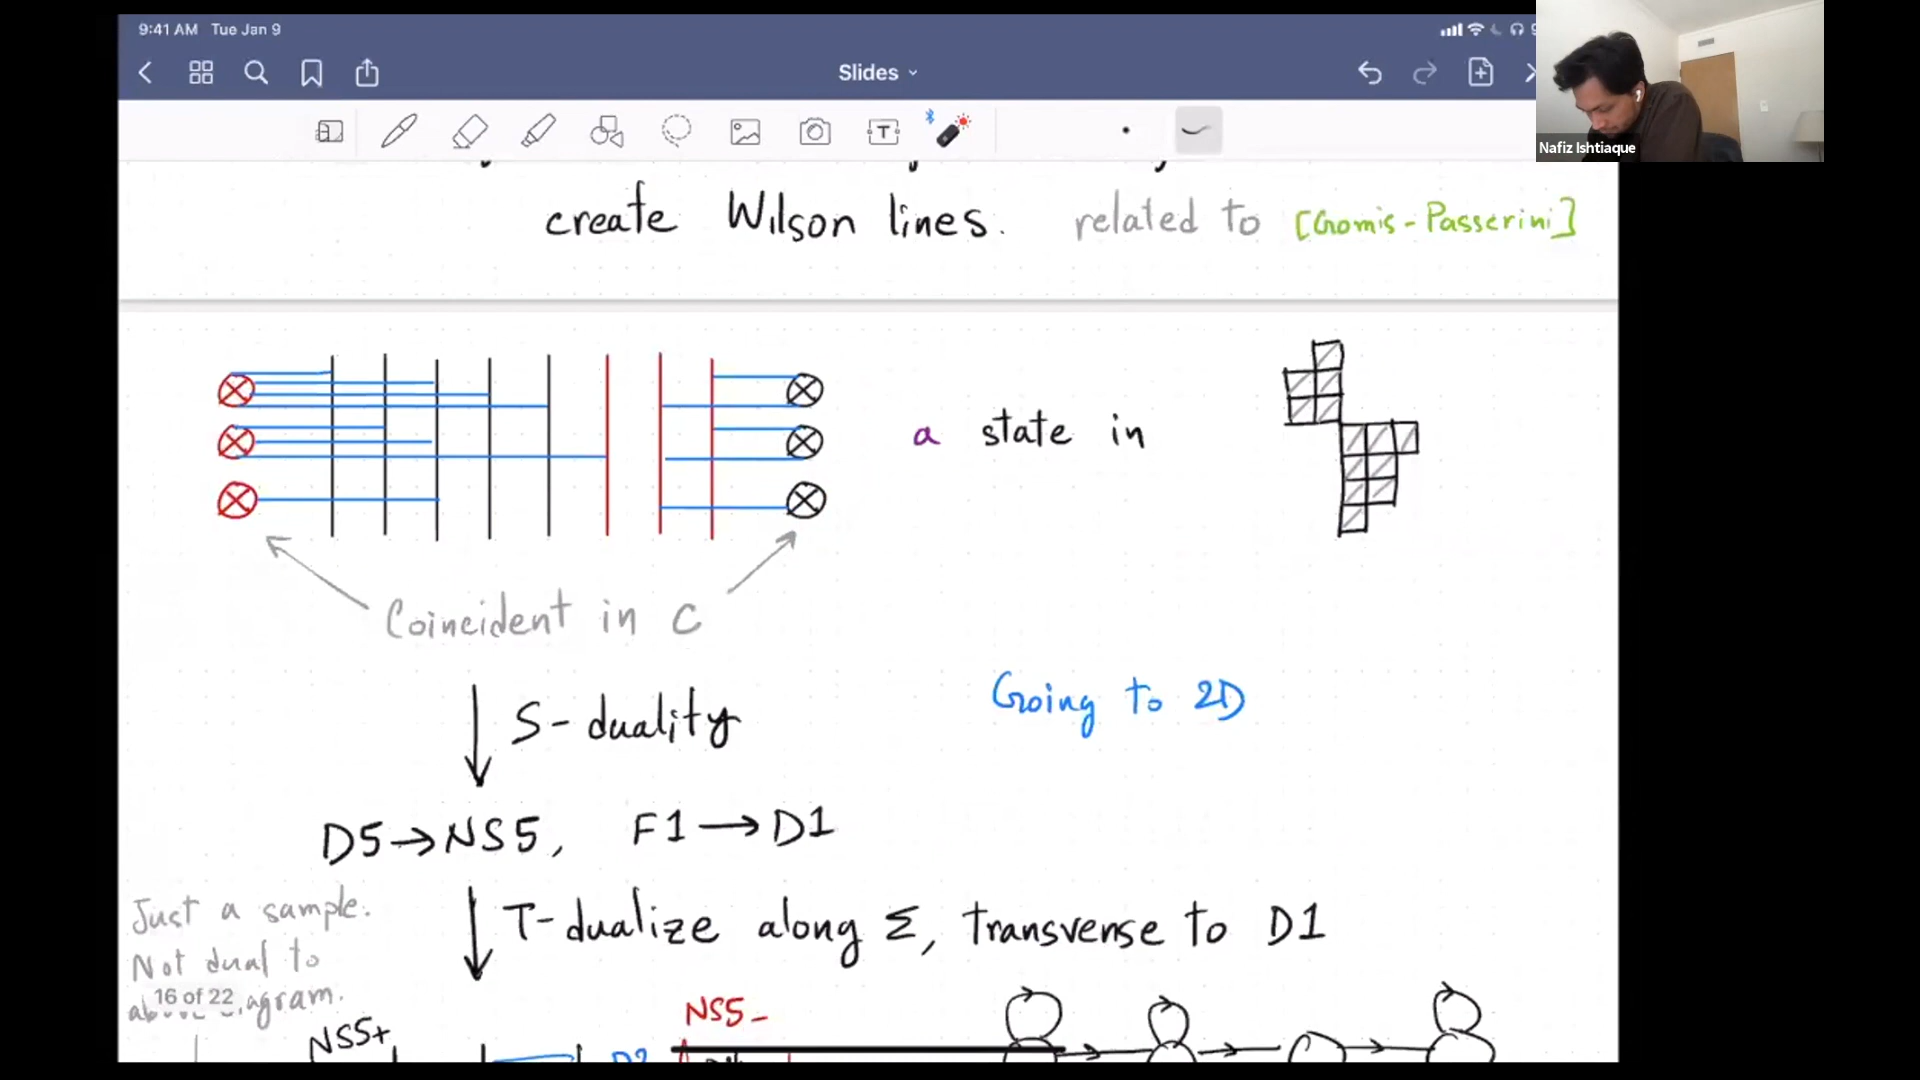 9:41 AM Tue Jan 9
Slides
Nafiz Ishtiaque
T
create Wilson lines. related to [Gomis-Passerini]
a state in
Coincident in C
S-duality
Going to 2D
D5→NS5, F1→D1
T-dualize along Σ, transverse to D1
Just a sample.
Not dual to
16 of 22
NS5+
NS5-